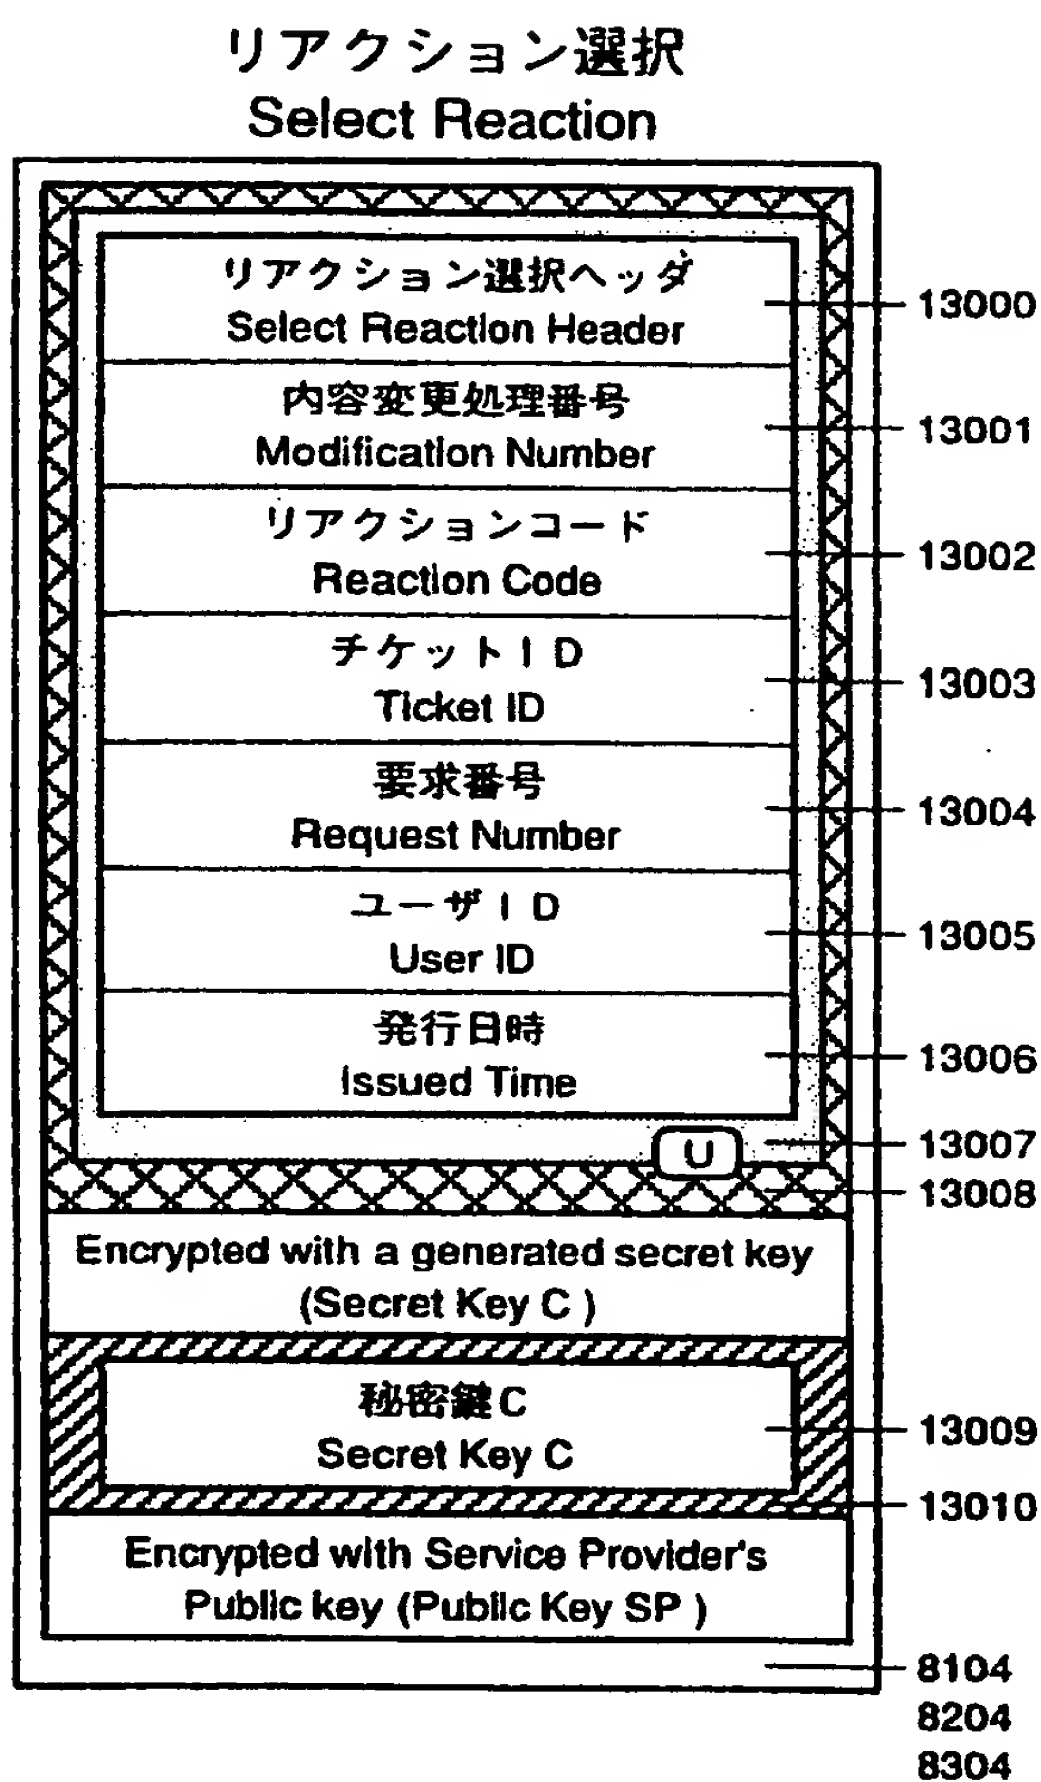 リアクション選択
Select Reaction
リアクション選択ヘッダ
Select Reaction Header
13000
内容変更処理番号
Modification Number
13001
リアクションコード
Reaction Code
13002
チケットID
Ticket ID
13003
要求番号
Request Number
13004
ユーザID
User ID
13005
発行日時
Issued Time
13006
U
13007
13008
Encrypted with a generated secret key
(Secret Key C )
秘密鍵C
Secret Key C
13009
13010
Encrypted with Service Provider's
Public key (Public Key SP )
8104
8204
8304